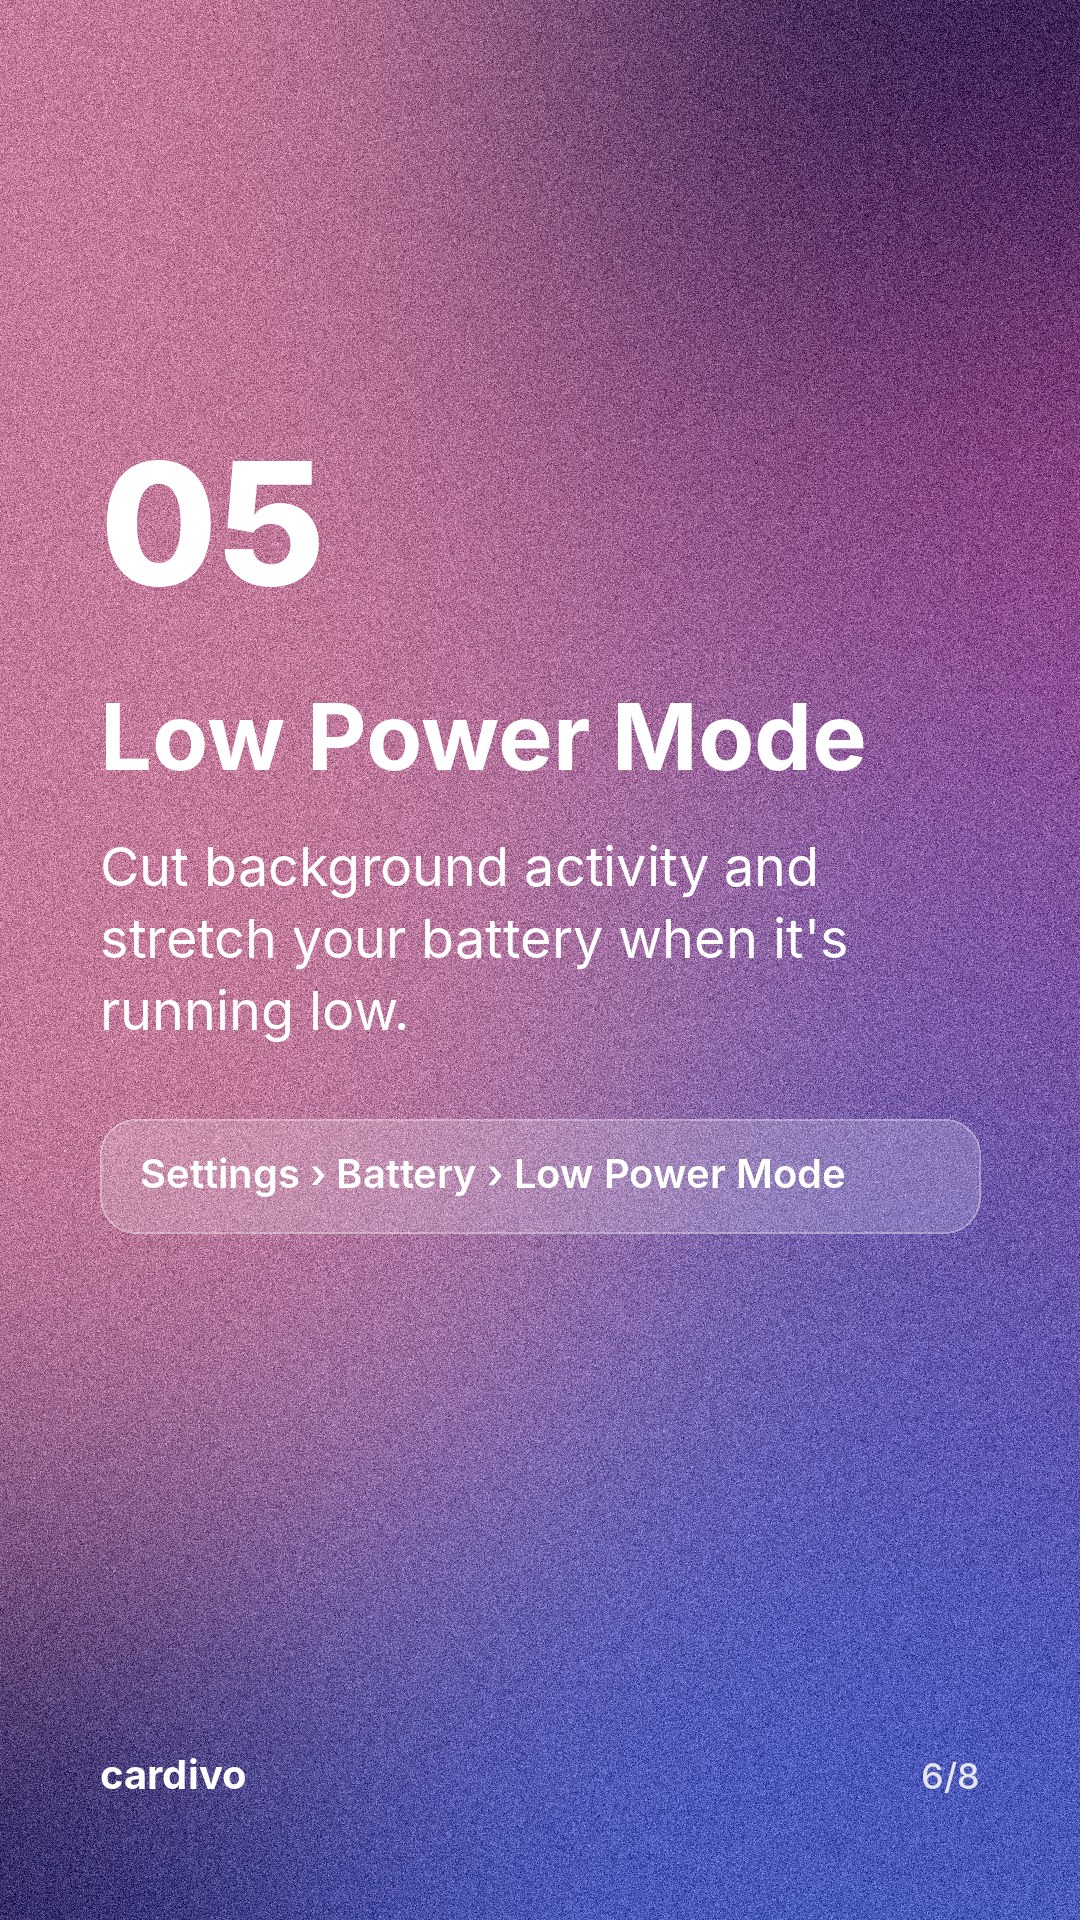 05
Low Power Mode
Cut background activity and
stretch your battery when it's
running low.
Settings › Battery › Low Power Mode
cardivo
6/8